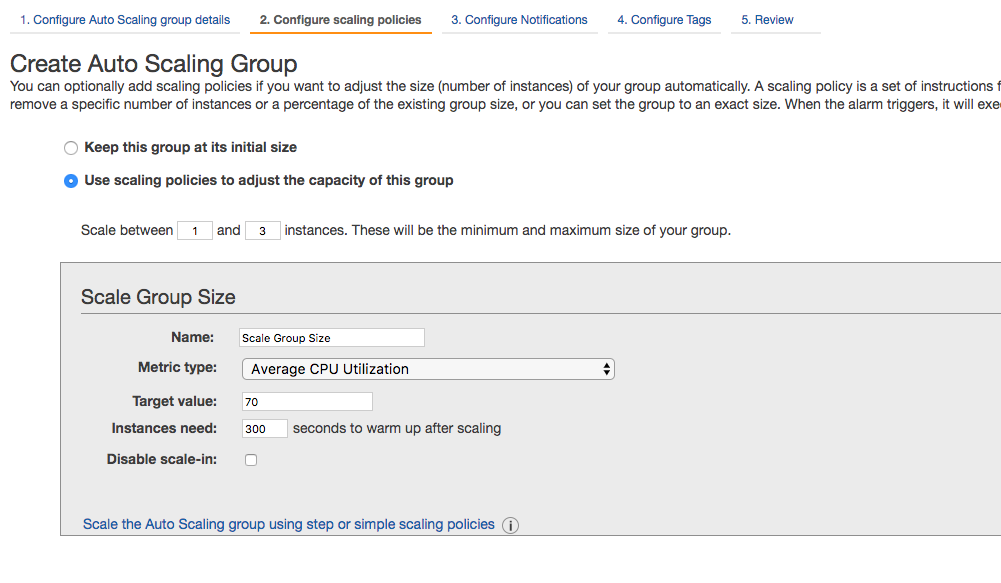 1. Configure Auto Scaling group details 2. Configure scaling policies 3. Configure Notifications 4. Configure Tags 5. Review
Create Auto Scaling Group
You can optionally add scaling policies if you want to adjust the size (number of instances) of your group automatically. A scaling policy is a set of instructions
remove a specific number of instances or a percentage of the existing group size, or you can set the group to an exact size. When the alarm triggers, it will
Keep this group at its initial size
Use scaling policies to adjust the capacity of this group
Scale between 1 and 3 instances. These will be the minimum and maximum size of your group.
Scale Group Size
Name: Scale Group Size
Metric type: Average CPU Utilization
Target value: 70
Instances need: 300 seconds to warm up after scaling
Disable scale-in:
Scale the Auto Scaling group using step or simple scaling policies i